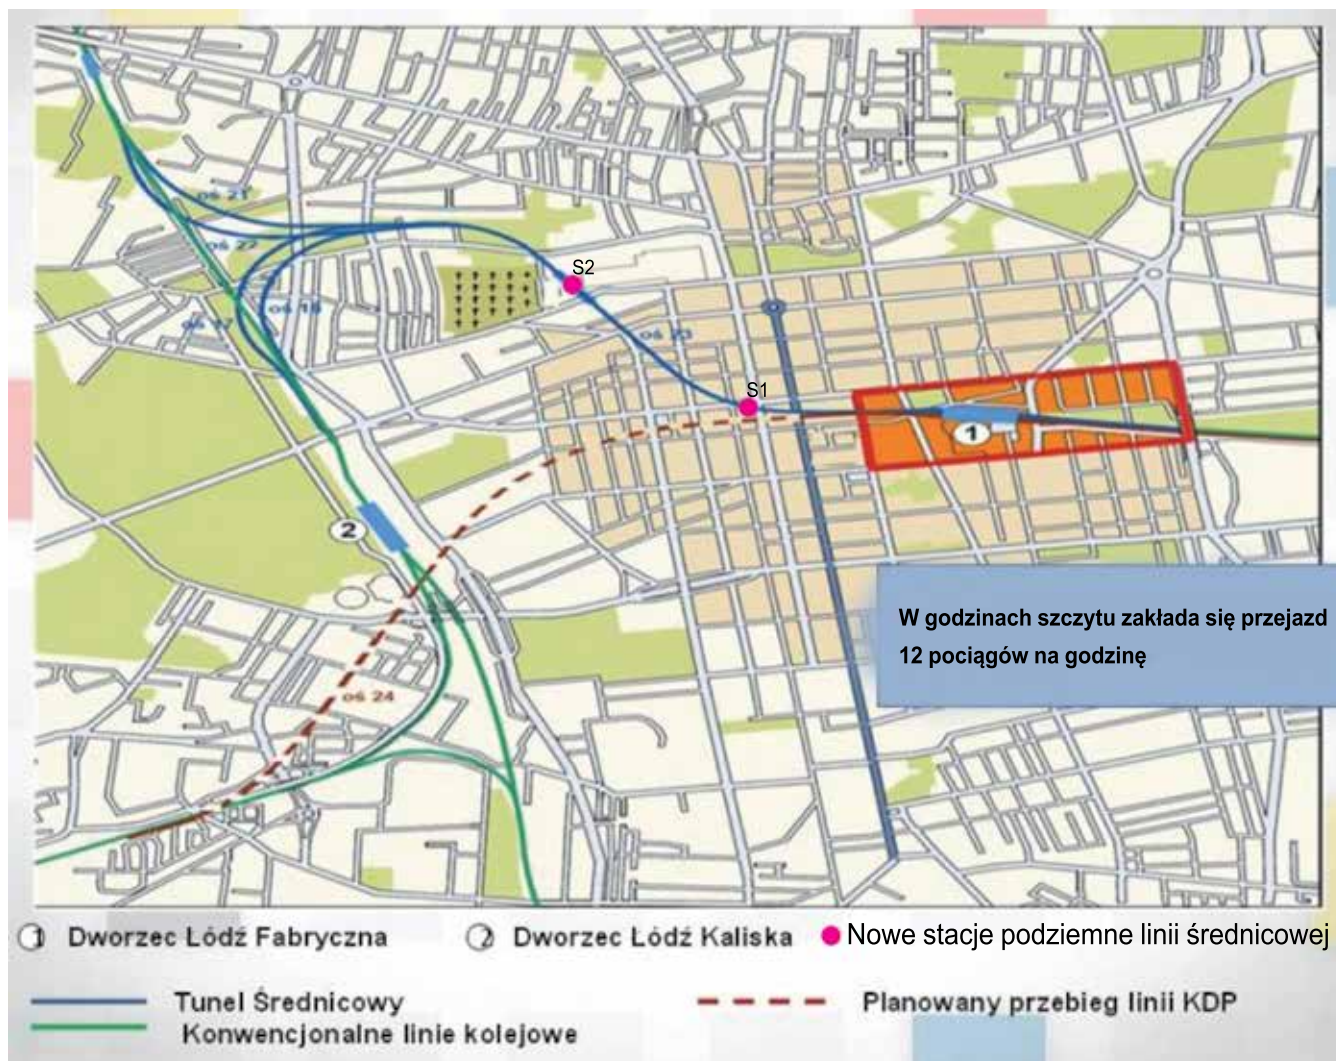 oś 21
oś 22
S2
oś 17
oś 18
oś 23
S1
1
2
W godzinach szczytu zakłada się przejazd
12 pociągów na godzinę
oś 24
1 Dworzec Łódź Fabryczna 2 Dworzec Łódź Kaliska Nowe stacje podziemne linii średnicowej
Tunel Średnicowy Planowany przebieg linii KDP
Konwencjonalne linie kolejowe